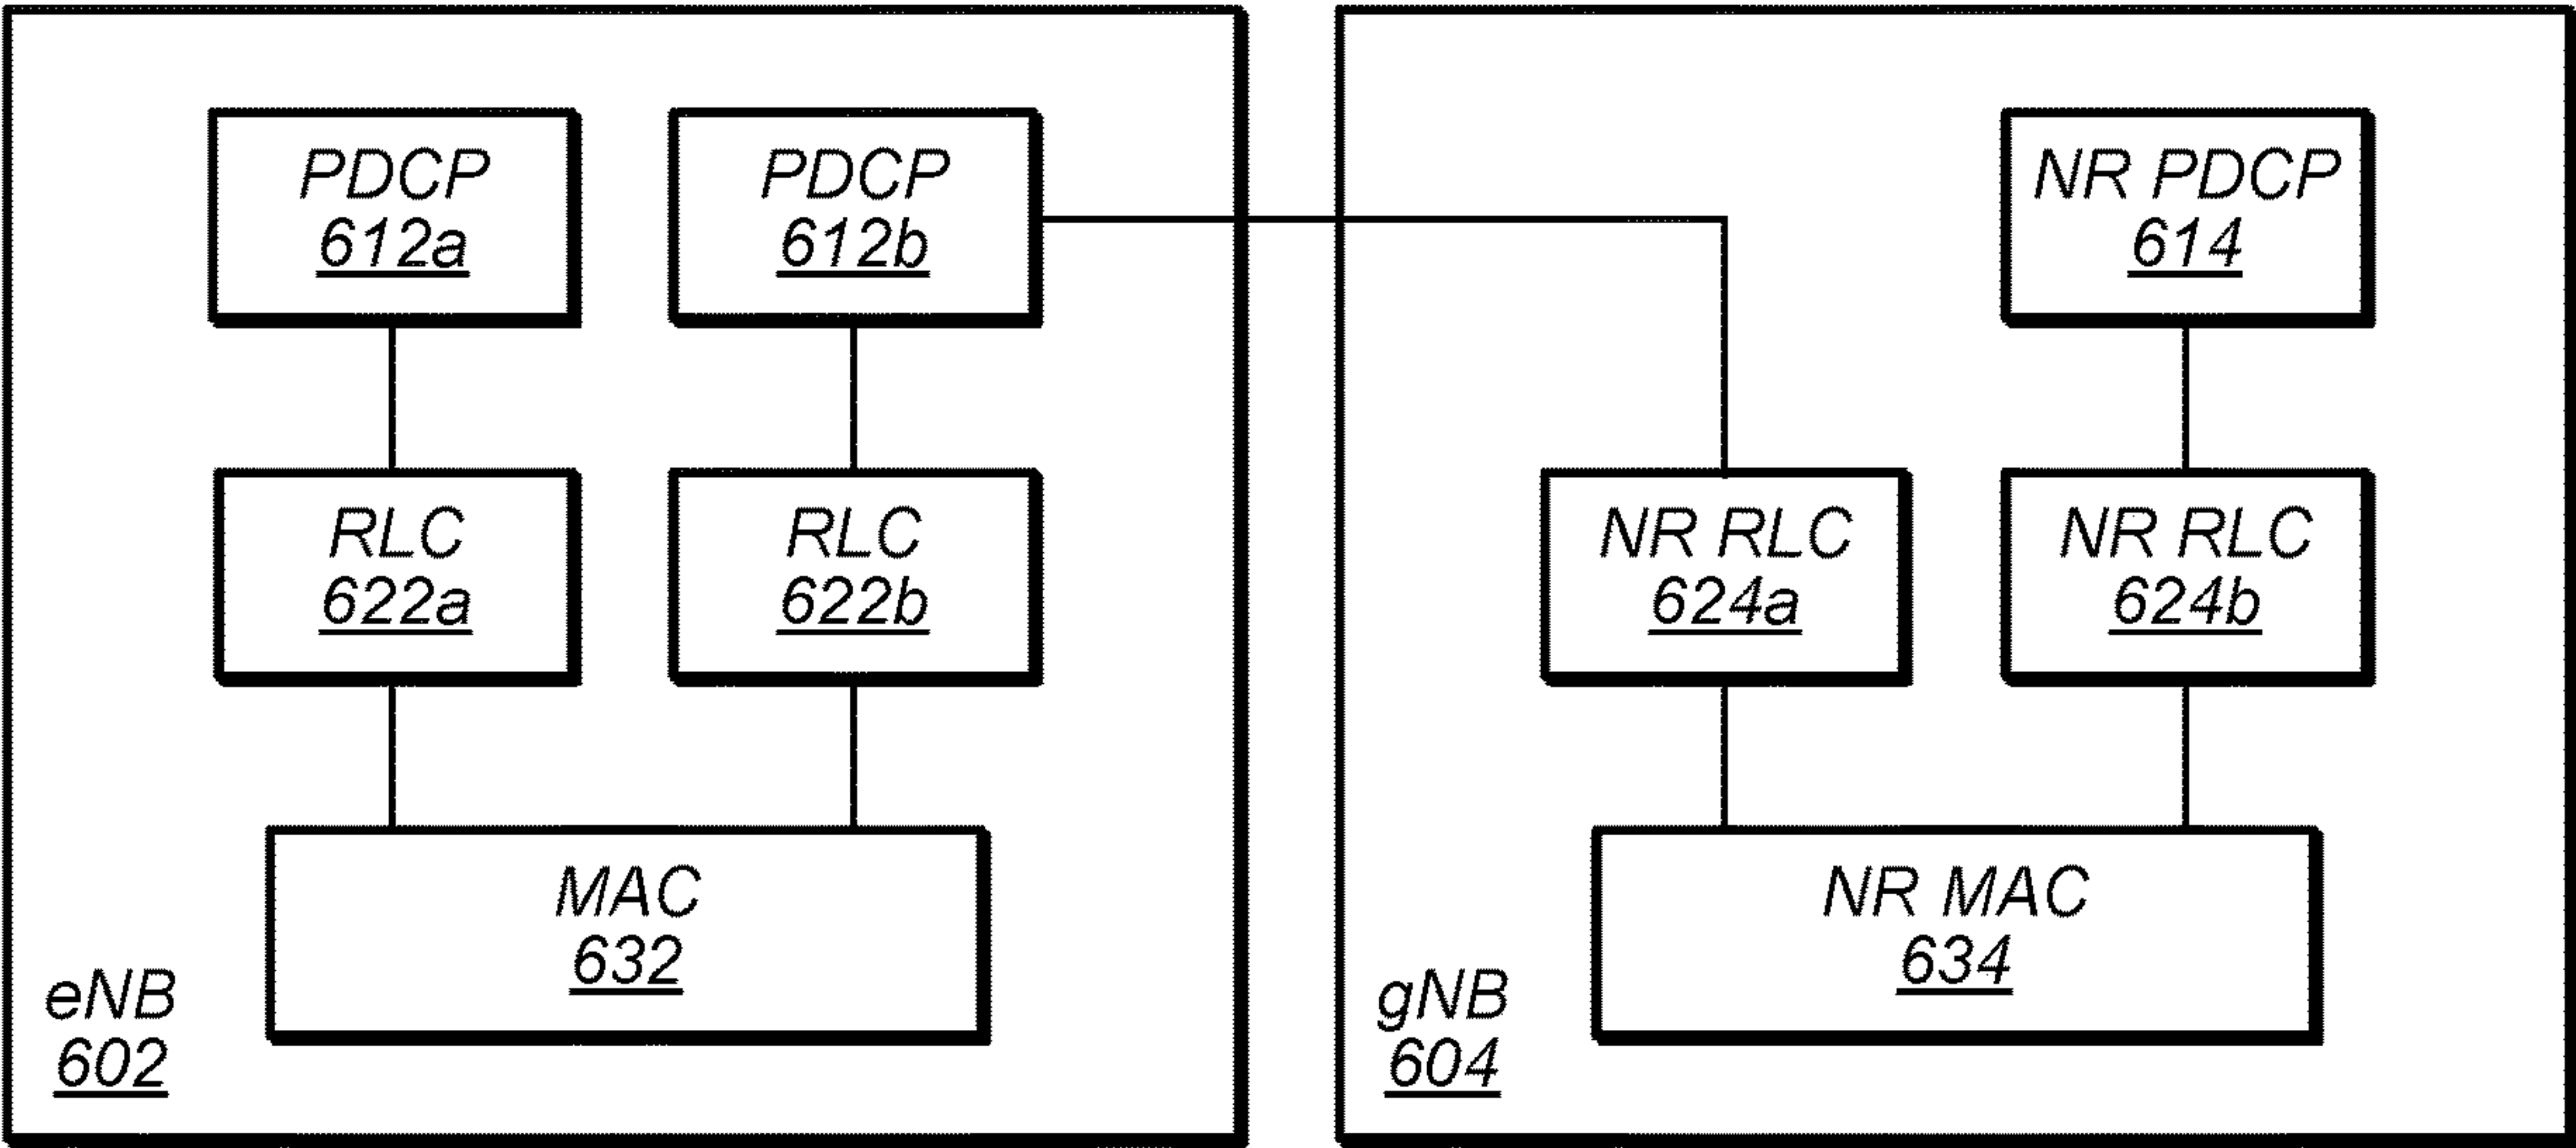 PDCP
612a
PDCP
612b
NR PDCP
614
RLC
622a
RLC
622b
NR RLC
624a
NR RLC
624b
MAC
632
NR MAC
634
eNB
602
gNB
604